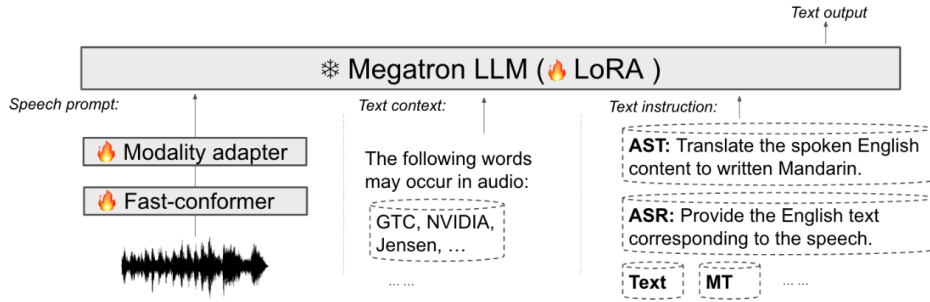 Text output
❄ Megatron LLM (🔥 LoRA )
Speech prompt:
🔥 Modality adapter
🔥 Fast-conformer
Text context:
The following words
may occur in audio:
GTC, NVIDIA,
Jensen, …
... ...
Text instruction:
AST: Translate the spoken English
content to written Mandarin.
ASR: Provide the English text
corresponding to the speech.
Text MT ... ...